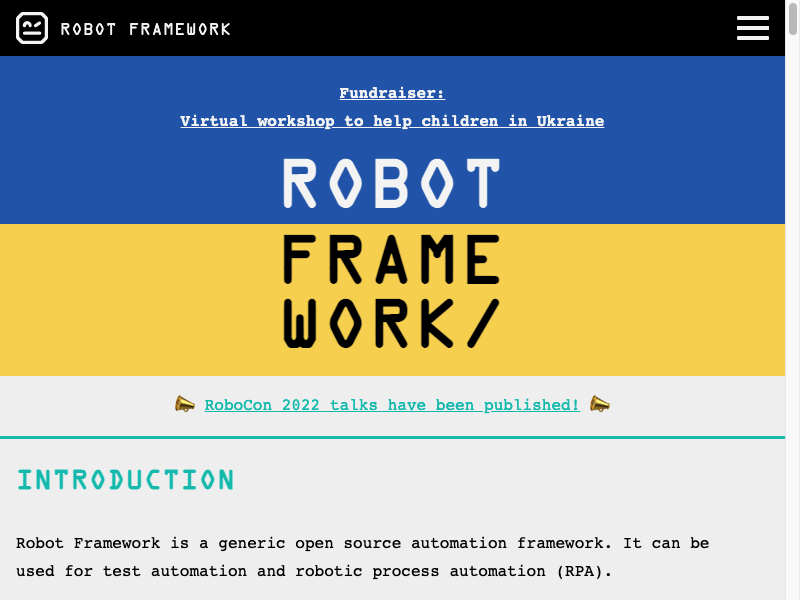 ROBOT FRAMEWORK
Fundraiser:
Virtual workshop to help children in Ukraine
ROBOT
FRAME
WORK/
RoboCon 2022 talks have been published!
INTRODUCTION
Robot Framework is a generic open source automation framework. It can be
used for test automation and robotic process automation (RPA).